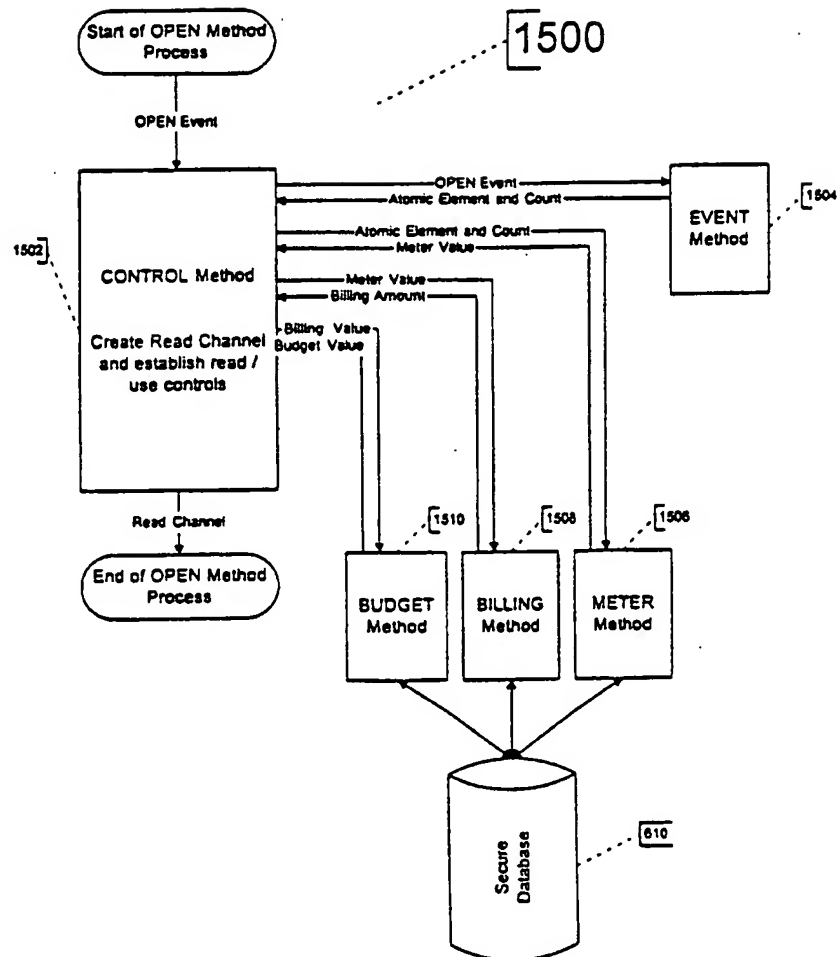 Start of OPEN Method
Process
1500
OPEN Event
OPEN Event
Atomic Element and Count
EVENT
Method
1504
Atomic Element and Count
Meter Value
1502
CONTROL Method
Meter Value
Billing Amount
Create Read Channel
and establish read /
use controls
Billing Value
Budget Value
Read Channel
1510
1508
1506
End of OPEN Method
Process
BUDGET
Method
BILLING
Method
METER
Method
Secure
Database
610